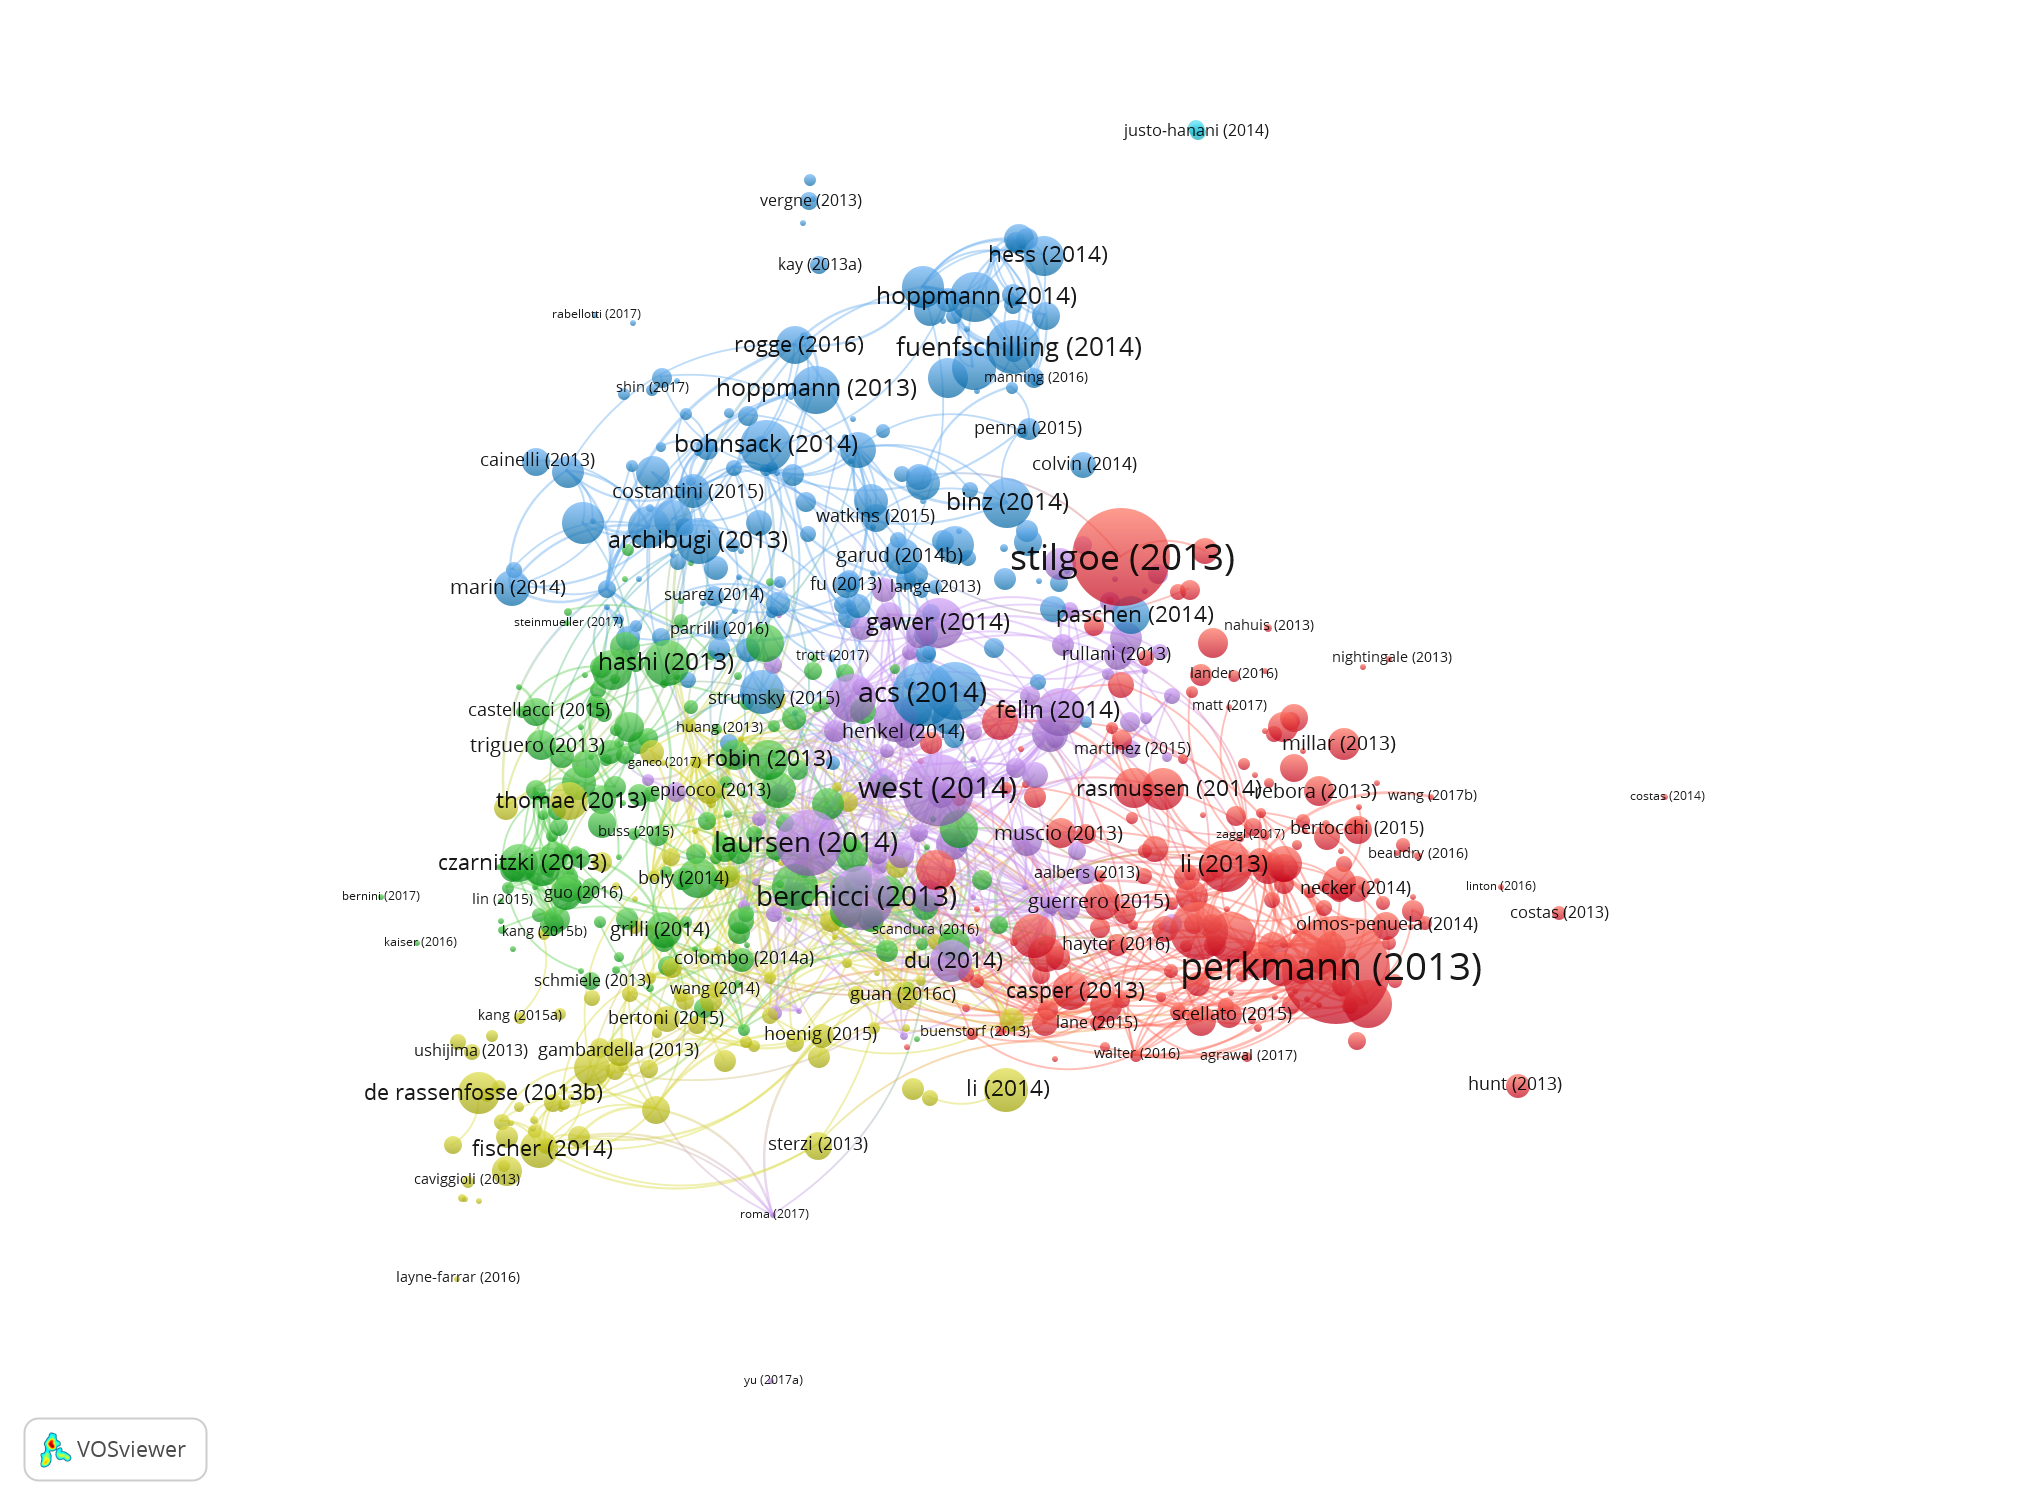 justo-hanani (2014)
vergne (2013)
hess (2014)
kay (2013a)
hoppmann (2014)
rabellotti (2017)
rogge (2016)
fuenfschilling (2014)
manning (2016)
shin (2017)
hoppmann (2013)
penna (2015)
bohnsack (2014)
cainelli (2013)
colvin (2014)
costantini (2015)
binz (2014)
watkins (2015)
archibugi (2013)
garud (2014b)
stilgoe (2013)
marin (2014)
fu (2013)
lange (2013)
suarez (2014)
paschen (2014)
steinmueller (2017)
parrilli (2016)
gawer (2014)
nahuis (2013)
trott (2017)
rullani (2013)
nightingale (2013)
hashi (2013)
lander (2016)
strumsky (2015)
acs (2014)
castellacci (2015)
felin (2014)
matt (2017)
huang (2013)
henkel (2014)
triguero (2013)
martinez (2015)
millar (2013)
ganco (2017)
robin (2013)
epicoco (2013)
west (2014)
rasmussen (2014)
rebora (2013)
wang (2017b)
costas (2014)
thomae (2013)
buss (2015)
laursen (2014)
muscio (2013)
zaggl (2017)
bertocchi (2015)
beaudry (2016)
czarnitzki (2013)
li (2013)
boly (2014)
aalbers (2013)
necker (2014)
linton (2016)
bernini (2017)
lin (2015)
guo (2016)
berchicci (2013)
guerrero (2015)
costas (2013)
kang (2015b)
grilli (2014)
scandura (2016)
olmos-penuela (2014)
kaiser (2016)
hayter (2016)
colombo (2014a)
du (2014)
perkmann (2013)
schmiele (2013)
wang (2014)
guan (2016c)
casper (2013)
kang (2015a)
bertoni (2015)
hoenig (2015)
buenstorf (2013)
lane (2015)
scellato (2015)
ushijima (2013)
gambardella (2013)
walter (2016)
agrawal (2017)
de rassenfosse (2013b)
li (2014)
hunt (2013)
fischer (2014)
sterzi (2013)
caviggioli (2013)
roma (2017)
layne-farrar (2016)
yu (2017a)
VOSviewer